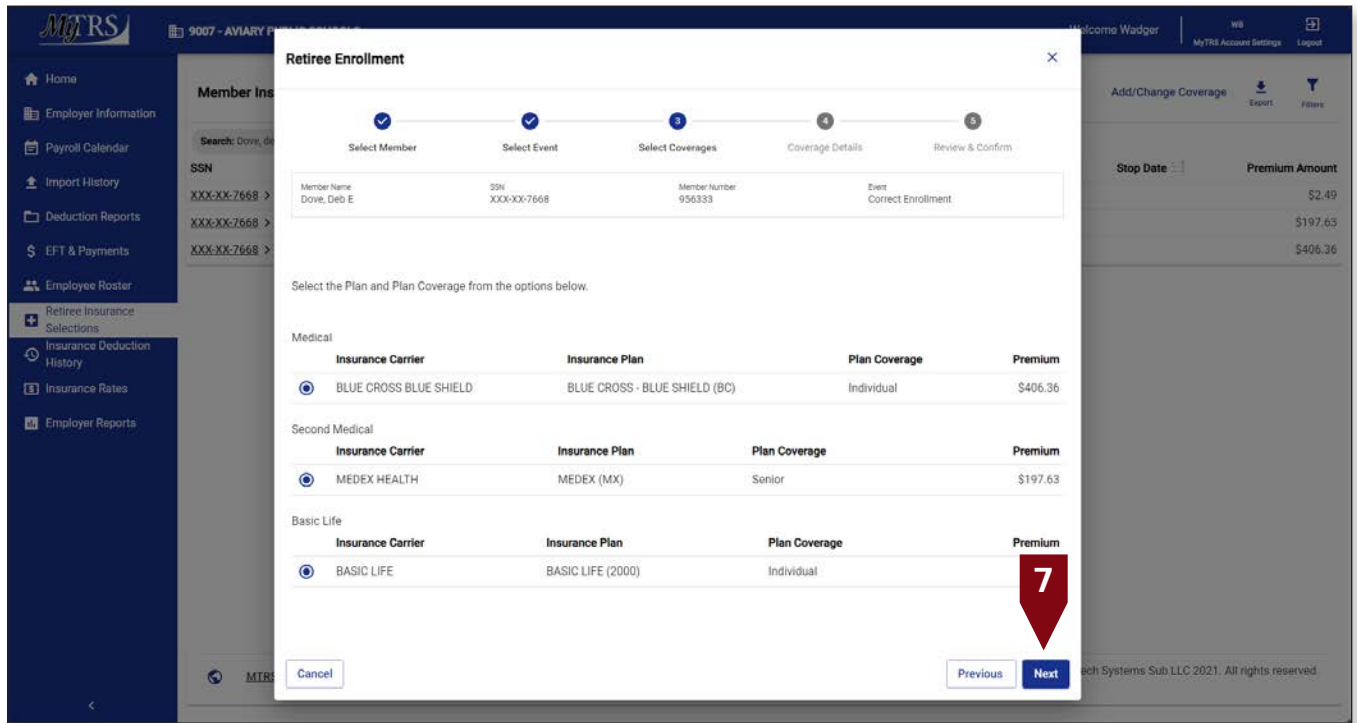 MyTRS
9007 - AVIARY
Welcome Wadger
WB
MyTRS Account Settings
Logout
Home
Employer Information
Payroll Calendar
Import History
Deduction Reports
EFT & Payments
Employee Roster
Retiree Insurance
Selections
Insurance Deduction
History
Insurance Rates
Employer Reports
Member Ins
Add/Change Coverage
Export
Filters
Search: Dove, de
SSN
Stop Date
Premium Amount
XXX-XX-7668 >
$2.49
XXX-XX-7668 >
$197.63
XXX-XX-7668 >
$406.36
Retiree Enrollment
Select Member
Select Event
3
Select Coverages
4
Coverage Details
5
Review & Confirm
Member Name
SSN
Member Number
Event
Dove, Deb E
XXX-XX-7668
956333
Correct Enrollment
Select the Plan and Plan Coverage from the options below.
Medical
Insurance Carrier Insurance Plan Plan Coverage Premium
BLUE CROSS BLUE SHIELD BLUE CROSS - BLUE SHIELD (BC) Individual $406.36
Second Medical
Insurance Carrier Insurance Plan Plan Coverage Premium
MEDEX HEALTH MEDEX (MX) Senior $197.63
Basic Life
Insurance Carrier Insurance Plan Plan Coverage Premium
BASIC LIFE BASIC LIFE (2000) Individual
7
Cancel
Previous
Next
MTRS
ech Systems Sub LLC 2021. All rights reserved.